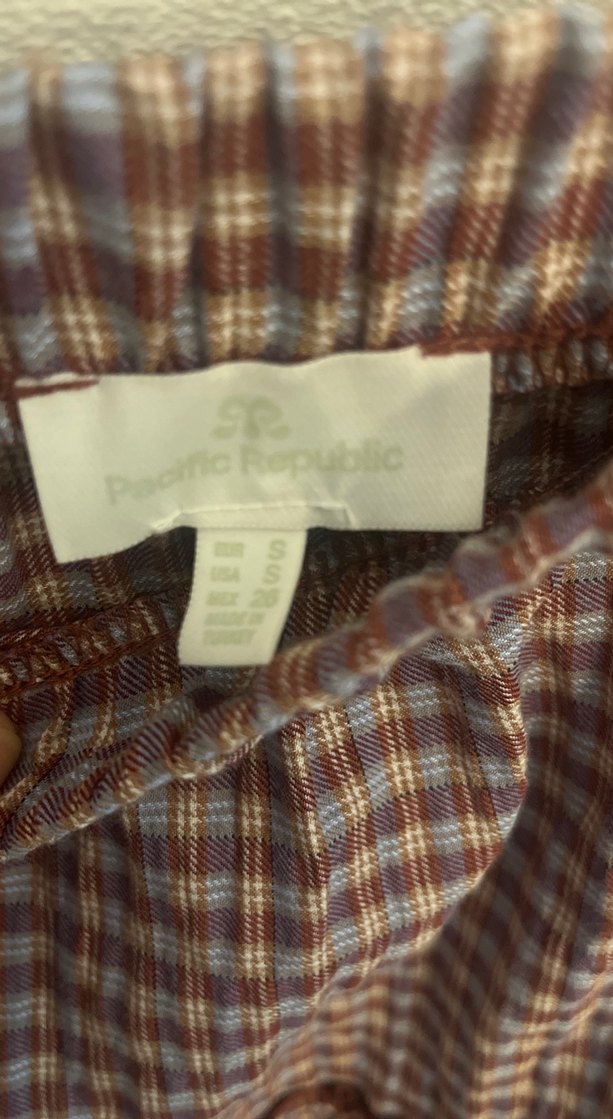 Pacific Republic
EUR S
USA S
MEX 26
MADE IN
TURKEY